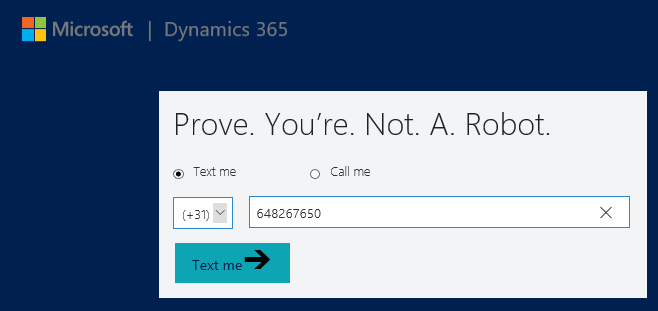 Microsoft | Dynamics 365
Prove. You're. Not. A. Robot.
Text me Call me
(+31) 648267650
Text me